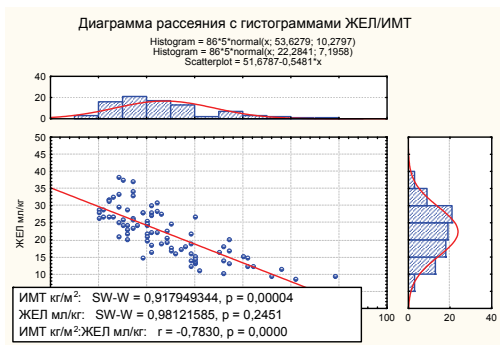 Диаграмма рассеяния с гистограммами ЖЕЛ/ИМТ
Histogram = 86*5*normal(x; 53,6279; 10,2797)
Histogram = 86*5*normal(x; 22,2841; 7,1958)
Scatterplot = 51,6787-0,5481*x
40
20
0
50
45
40
35
30
25
20
15
10
ЖЕЛ мл/кг
100
0 20 40
ИМТ кг/м²: SW-W = 0,917949344, p = 0,00004
ЖЕЛ мл/кг: SW-W = 0,98121585, p = 0,2451
ИМТ кг/м²:ЖЕЛ мл/кг: r = -0,7830, p = 0,0000